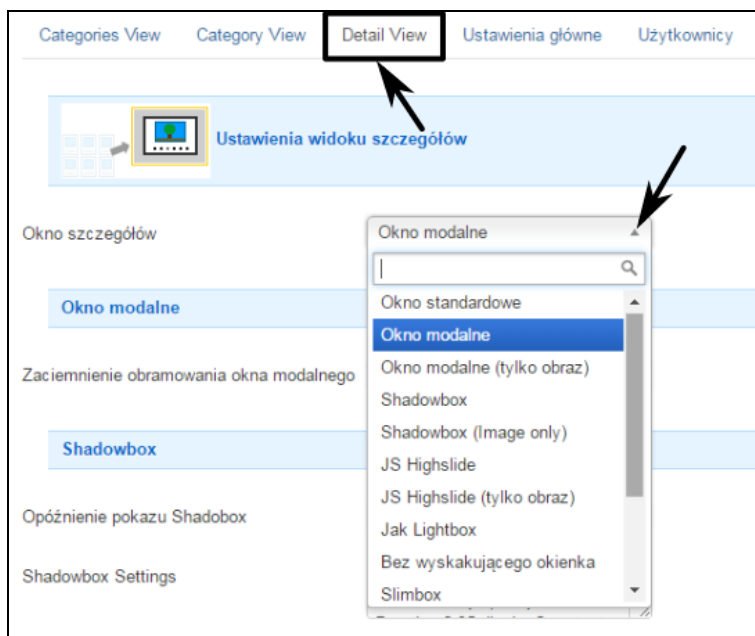 Categories View Category View Detail View Ustawienia główne Użytkownicy
Ustawienia widoku szczegółów
Okno szczegółów
Okno modalne
Okno standardowe
Okno modalne
Okno modalne
Okno modalne (tylko obraz)
Zaciemnienie obramowania okna modalnego
Shadowbox
Shadowbox (Image only)
Shadowbox
JS Highslide
JS Highslide (tylko obraz)
Opóźnienie pokazu Shadobox
Jak Lightbox
Bez wyskakującego okienka
Shadowbox Settings
Slimbox